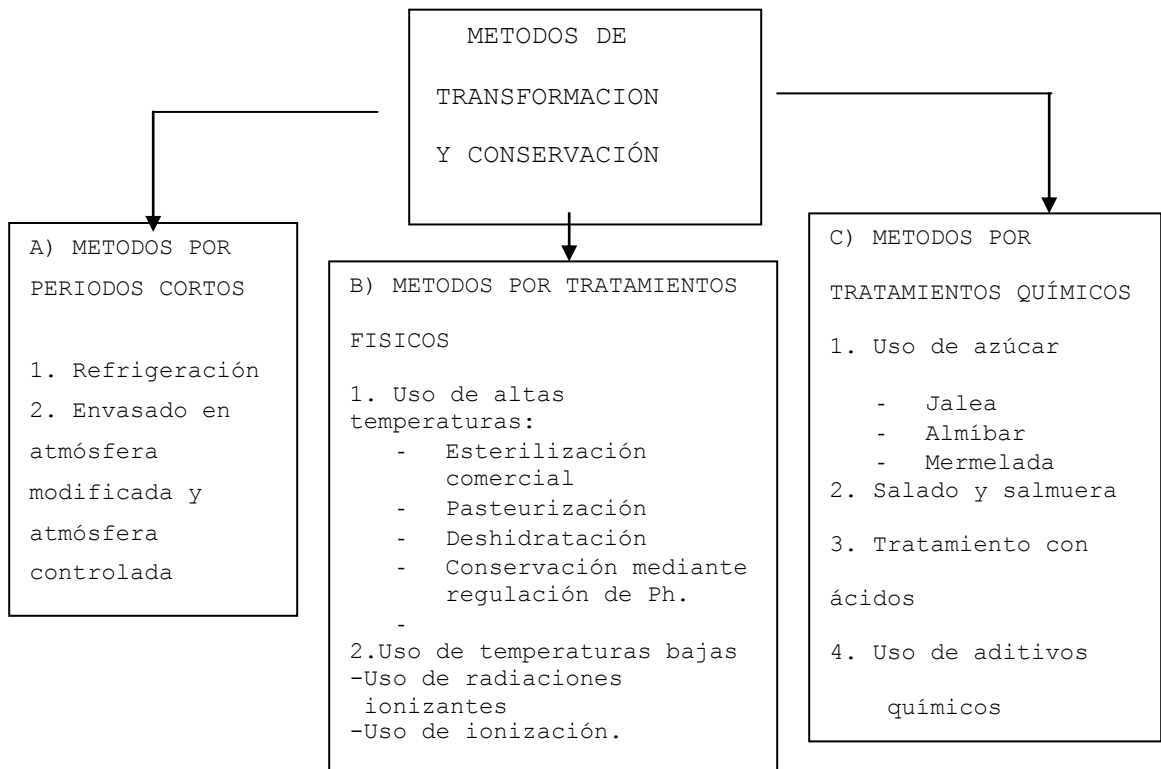 METODOS DE
TRANSFORMACION
Y CONSERVACIÓN
A) METODOS POR
PERIODOS CORTOS
1. Refrigeración
2. Envasado en
atmósfera
modificada y
atmósfera
controlada
B) METODOS POR TRATAMIENTOS
FISICOS
1. Uso de altas
temperaturas:
- Esterilización
comercial
- Pasteurización
- Deshidratación
- Conservación mediante
regulación de Ph.
-
2.Uso de temperaturas bajas
-Uso de radiaciones
ionizantes
-Uso de ionización.
C) METODOS POR
TRATAMIENTOS QUÍMICOS
1. Uso de azúcar
- Jalea
- Almíbar
- Mermelada
2. Salado y salmuera
3. Tratamiento con
ácidos
4. Uso de aditivos
químicos